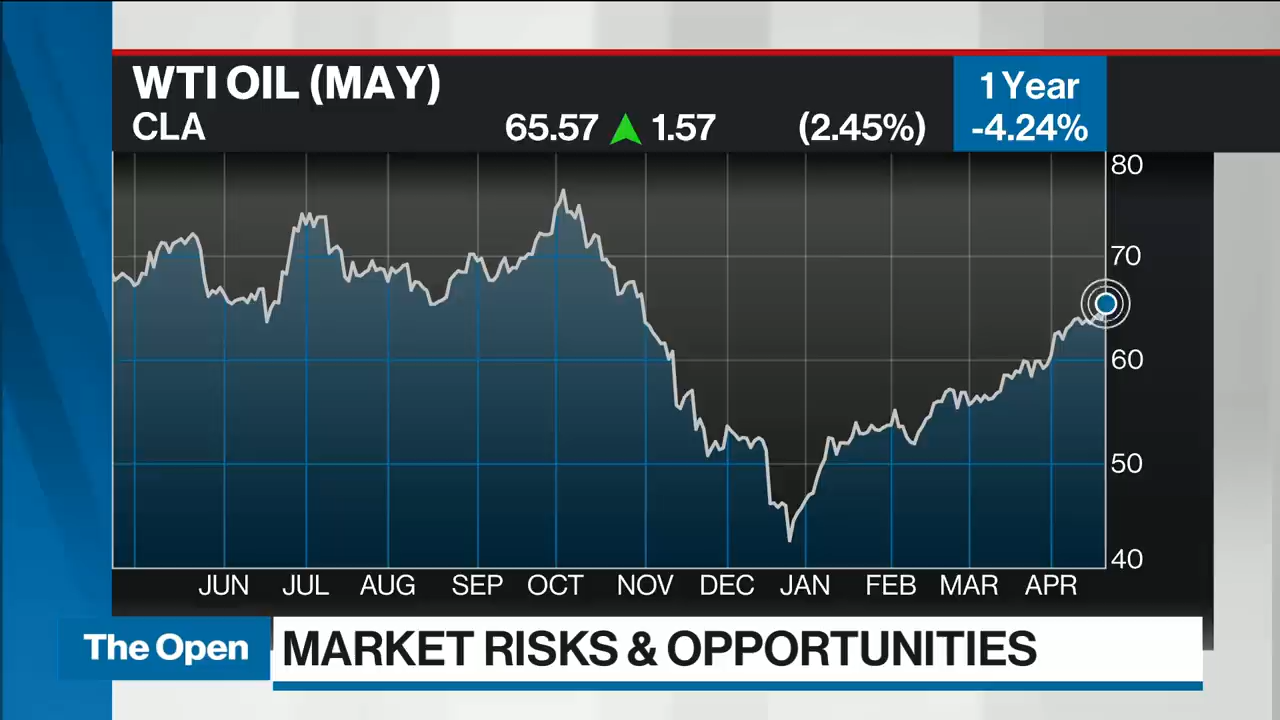 WTI OIL (MAY)
CLA 65.57 1.57 (2.45%)
1 Year
-4.24%
80
70
60
50
40
JUN JUL AUG SEP OCT NOV DEC JAN FEB MAR APR
The Open
MARKET RISKS & OPPORTUNITIES